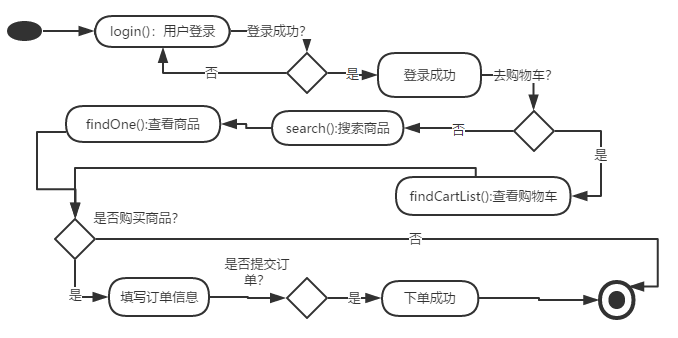 login()：用户登录
登录成功？
否
是
登录成功
去购物车？
findOne():查看商品
search():搜索商品
否
是
findCartList():查看购物车
是否购买商品？
否
是否提交订
单？
是
填写订单信息
是
下单成功